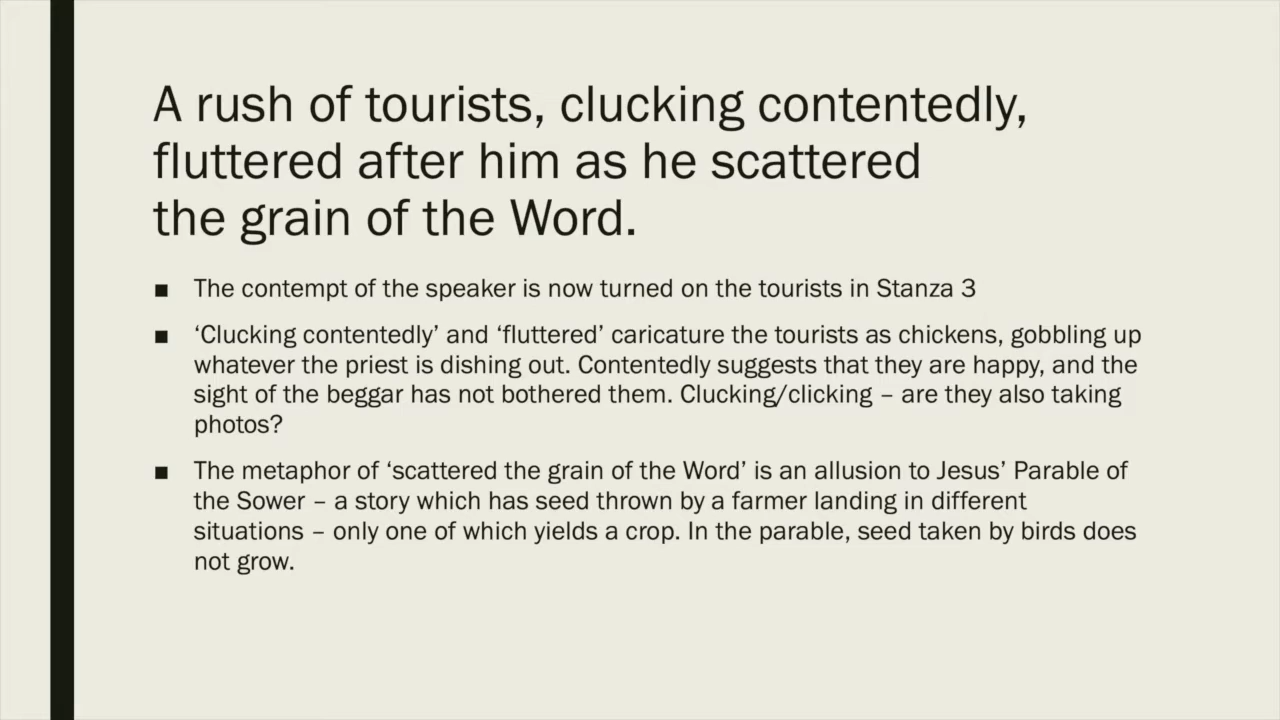 A rush of tourists, clucking contentedly,
fluttered after him as he scattered
the grain of the Word.
■ The contempt of the speaker is now turned on the tourists in Stanza 3
■ ‘Clucking contentedly’ and ‘fluttered’ caricature the tourists as chickens, gobbling up
whatever the priest is dishing out. Contentedly suggests that they are happy, and the
sight of the beggar has not bothered them. Clucking/clicking – are they also taking
photos?
■ The metaphor of ‘scattered the grain of the Word’ is an allusion to Jesus’ Parable of
the Sower – a story which has seed thrown by a farmer landing in different
situations – only one of which yields a crop. In the parable, seed taken by birds does
not grow.